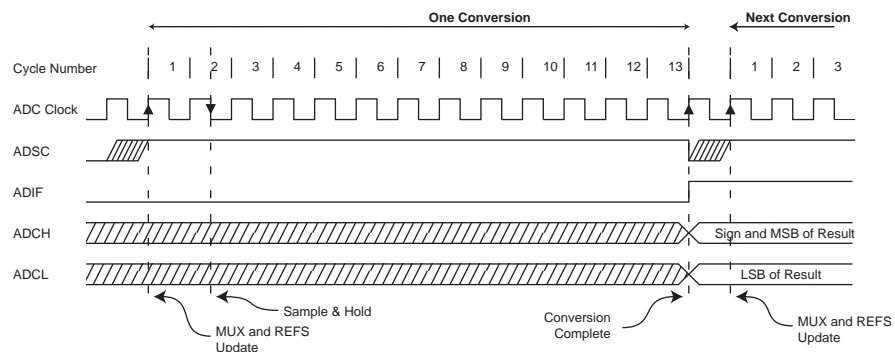 One Conversion
Next Conversion
Cycle Number
1 2 3 4 5 6 7 8 9 10 11 12 13 1 2 3
ADC Clock
ADSC
ADIF
ADCH
Sign and MSB of Result
ADCL
LSB of Result
Sample & Hold
MUX and REFS
Update
Conversion
Complete
MUX and REFS
Update